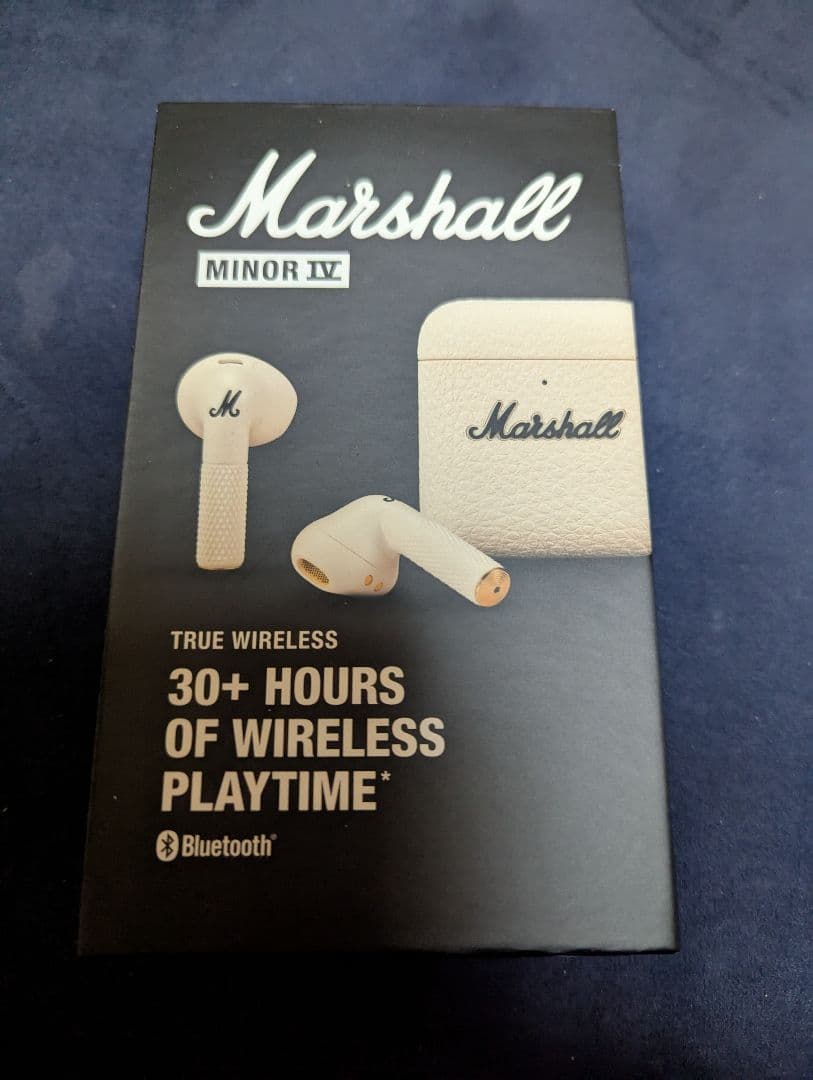 Marshall
MINOR IV
M
Marshall
TRUE WIRELESS
30+ HOURS
OF WIRELESS
PLAYTIME*
Bluetooth®